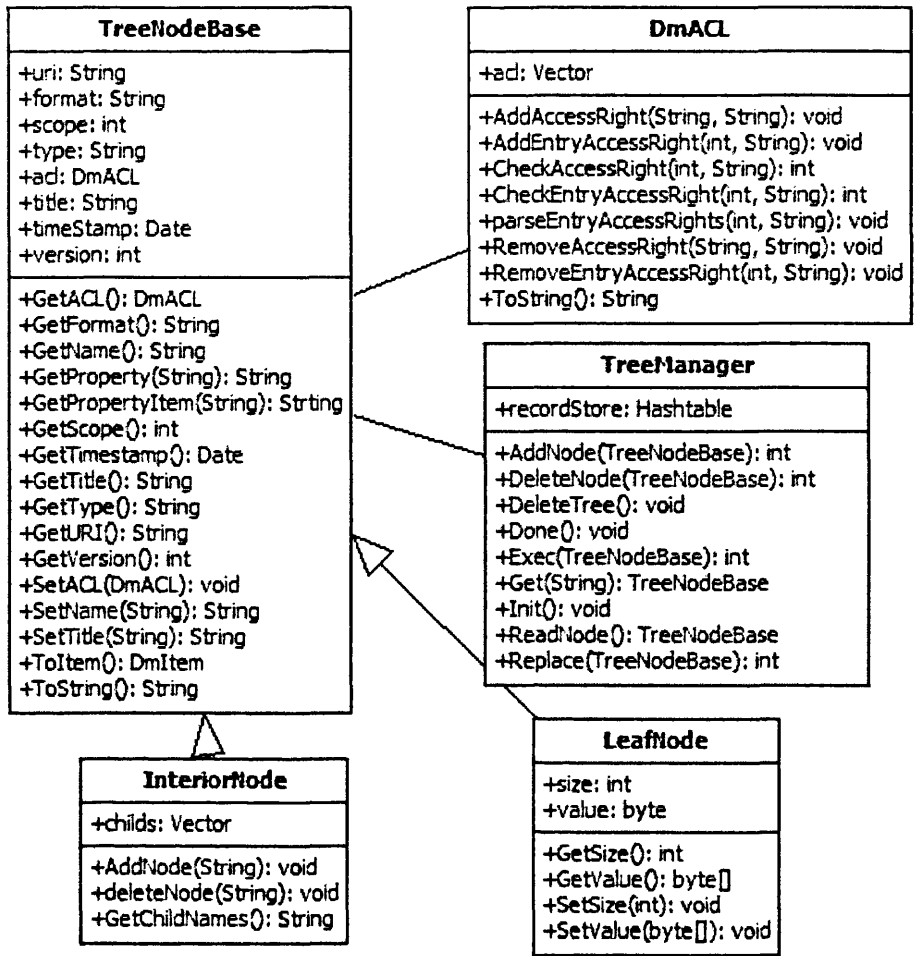 TreeNodeBase
+uri: String
+format: String
+scope: int
+type: String
+acl: DmACL
+title: String
+timeStamp: Date
+version: int
+GetACL(): DmACL
+GetFormat(): String
+GetName(): String
+GetProperty(String): String
+GetPropertyItem(String): Strting
+GetScope(): int
+GetTimestamp(): Date
+GetTitle(): String
+GetType(): String
+GetURI(): String
+GetVersion(): int
+SetACL(DmACL): void
+SetName(String): String
+SetTitle(String): String
+ToItem(): DmItem
+ToString(): String
DmACL
+acl: Vector
+AddAccessRight(String, String): void
+AddEntryAccessRight(int, String): void
+CheckAccessRight(int, String): int
+CheckEntryAccessRight(int, String): int
+parseEntryAccessRights(int, String): void
+RemoveAccessRight(String, String): void
+RemoveEntryAccessRight(int, String): void
+ToString(): String
TreeManager
+recordStore: Hashtable
+AddNode(TreeNodeBase): int
+DeleteNode(TreeNodeBase): int
+DeleteTree(): void
+Done(): void
+Exec(TreeNodeBase): int
+Get(String): TreeNodeBase
+Init(): void
+ReadNode(): TreeNodeBase
+Replace(TreeNodeBase): int
InteriorNode
+childs: Vector
+AddNode(String): void
+deleteNode(String): void
+GetChildNames(): String
LeafNode
+size: int
+value: byte
+GetSize(): int
+GetValue(): byte[]
+SetSize(int): void
+SetValue(byte[]): void